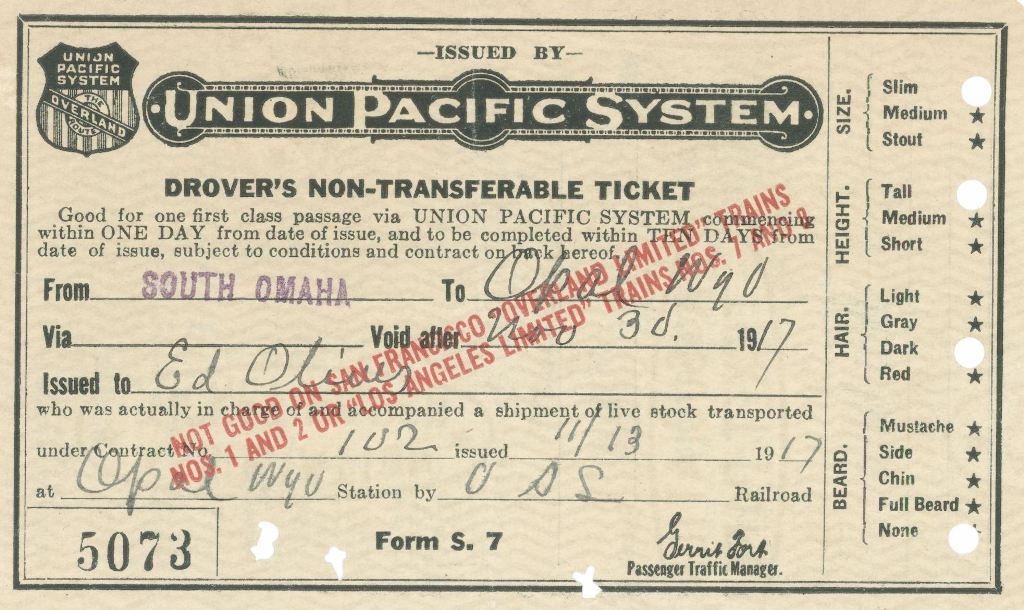 UNION
PACIFIC
SYSTEM
THE
OVERLAND
ROUTE
—ISSUED BY—
UNION PACIFIC SYSTEM
DROVER'S NON-TRANSFERABLE TICKET
Good for one first class passage via UNION PACIFIC SYSTEM commencing
within ONE DAY from date of issue, and to be completed within TEN DAYS from
date of issue, subject to conditions and contract on back hereof.
From SOUTH OMAHA To Opal Wyo
Via Void after Nov 3d. 1917
Issued to Ed
who was actually in charge of and accompanied a shipment of live stock transported
under Contract No. 102 issued 11/13 1917
at Opal Wyo Station by O S L Railroad
NOT GOOD ON SAN FRANCISCO "OVERLAND LIMITED" TRAINS
NOS. 1 AND 2 OR "LOS ANGELES LIMITED" TRAINS NOS. 7 AND
5073
Form S. 7
Gerrit Fort
Passenger Traffic Manager.
SIZE.
Slim
Medium ★
Stout ★
HEIGHT.
Tall
Medium ★
Short ★
HAIR.
Light ★
Gray ★
Dark
Red ★
BEARD.
Mustache ★
Side ★
Chin ★
Full Beard ★
None